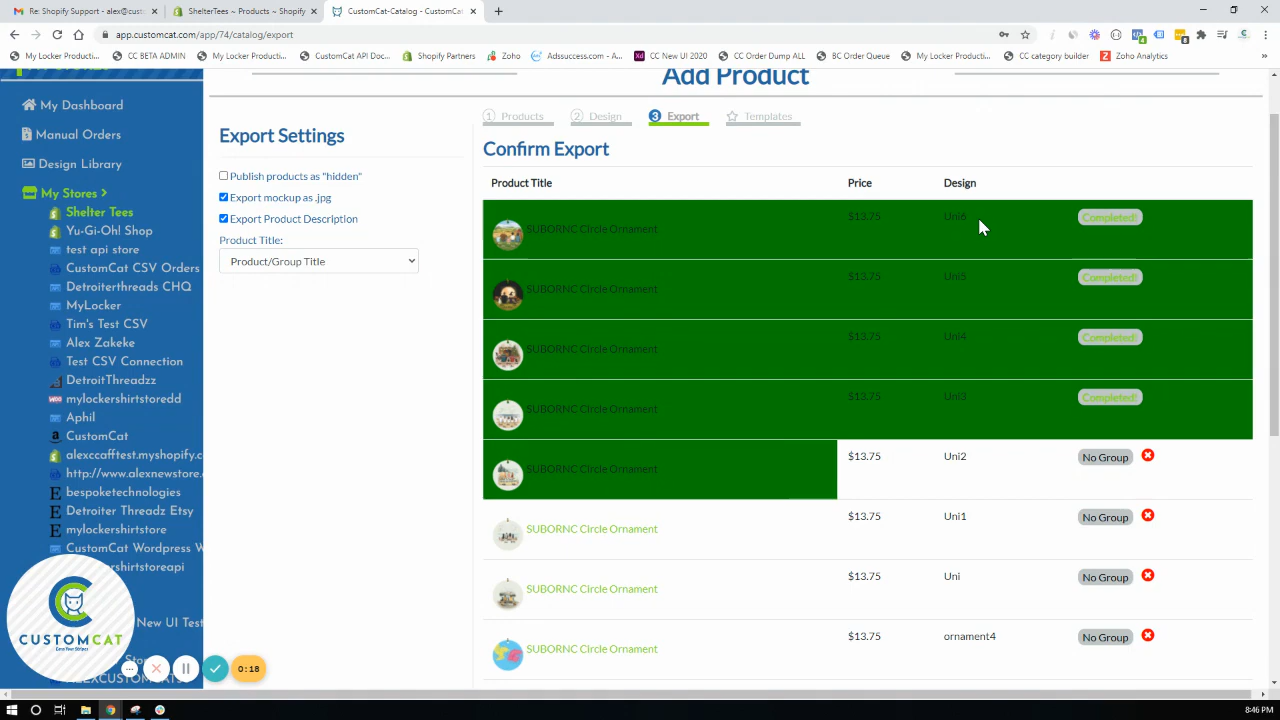 Re: Shopify Support - alex@cu
ShelterTees ~ Products ~ Shopify
CustomCat-Catalog - CustomCat
app.customcat.com/app/74/catalog/export
My Locker Producti...
CC BETA ADMIN
My Locker Producti...
CustomCat API Doc...
Shopify Partners
Zoho
Adssuccess.com - A...
CC New UI 2020
CC Order Dump ALL
BC Order Queue
My Locker Producti...
CC category builder
Zoho Analytics
Add Product
My Dashboard
Manual Orders
Design Library
My Stores >
Shelter Tees
Yu-Gi-Oh! Shop
test api store
CustomCat CSV Orders
Detroiterthreads CHQ
MyLocker
Tim's Test CSV
Alex Zakeke
Test CSV Connection
DetroitThreadzz
mylockershirtstoredd
Aphil
CustomCat
alexccafftest.myshopify.c
http://www.alexnewstore.
bespoketechnologies
Detroiter Threadz Etsy
mylockershirtstore
CustomCat Wordpress W
irtstoreapi
New UI Test
Sto
ALEXCUSTOMCATS
CUSTOMCAT
0:18
Export Settings
Publish products as "hidden"
Export mockup as .jpg
Export Product Description
Product Title:
Product/Group Title
1 Products
2 Design
3 Export
Templates
Confirm Export
Product Title Price Design
SUBORNC Circle Ornament $13.75 Uni6 Completed!
SUBORNC Circle Ornament $13.75 Uni5 Completed!
SUBORNC Circle Ornament $13.75 Uni4 Completed!
SUBORNC Circle Ornament $13.75 Uni3 Completed!
SUBORNC Circle Ornament $13.75 Uni2 No Group
SUBORNC Circle Ornament $13.75 Uni1 No Group
SUBORNC Circle Ornament $13.75 Uni No Group
SUBORNC Circle Ornament $13.75 ornament4 No Group
8:46 PM